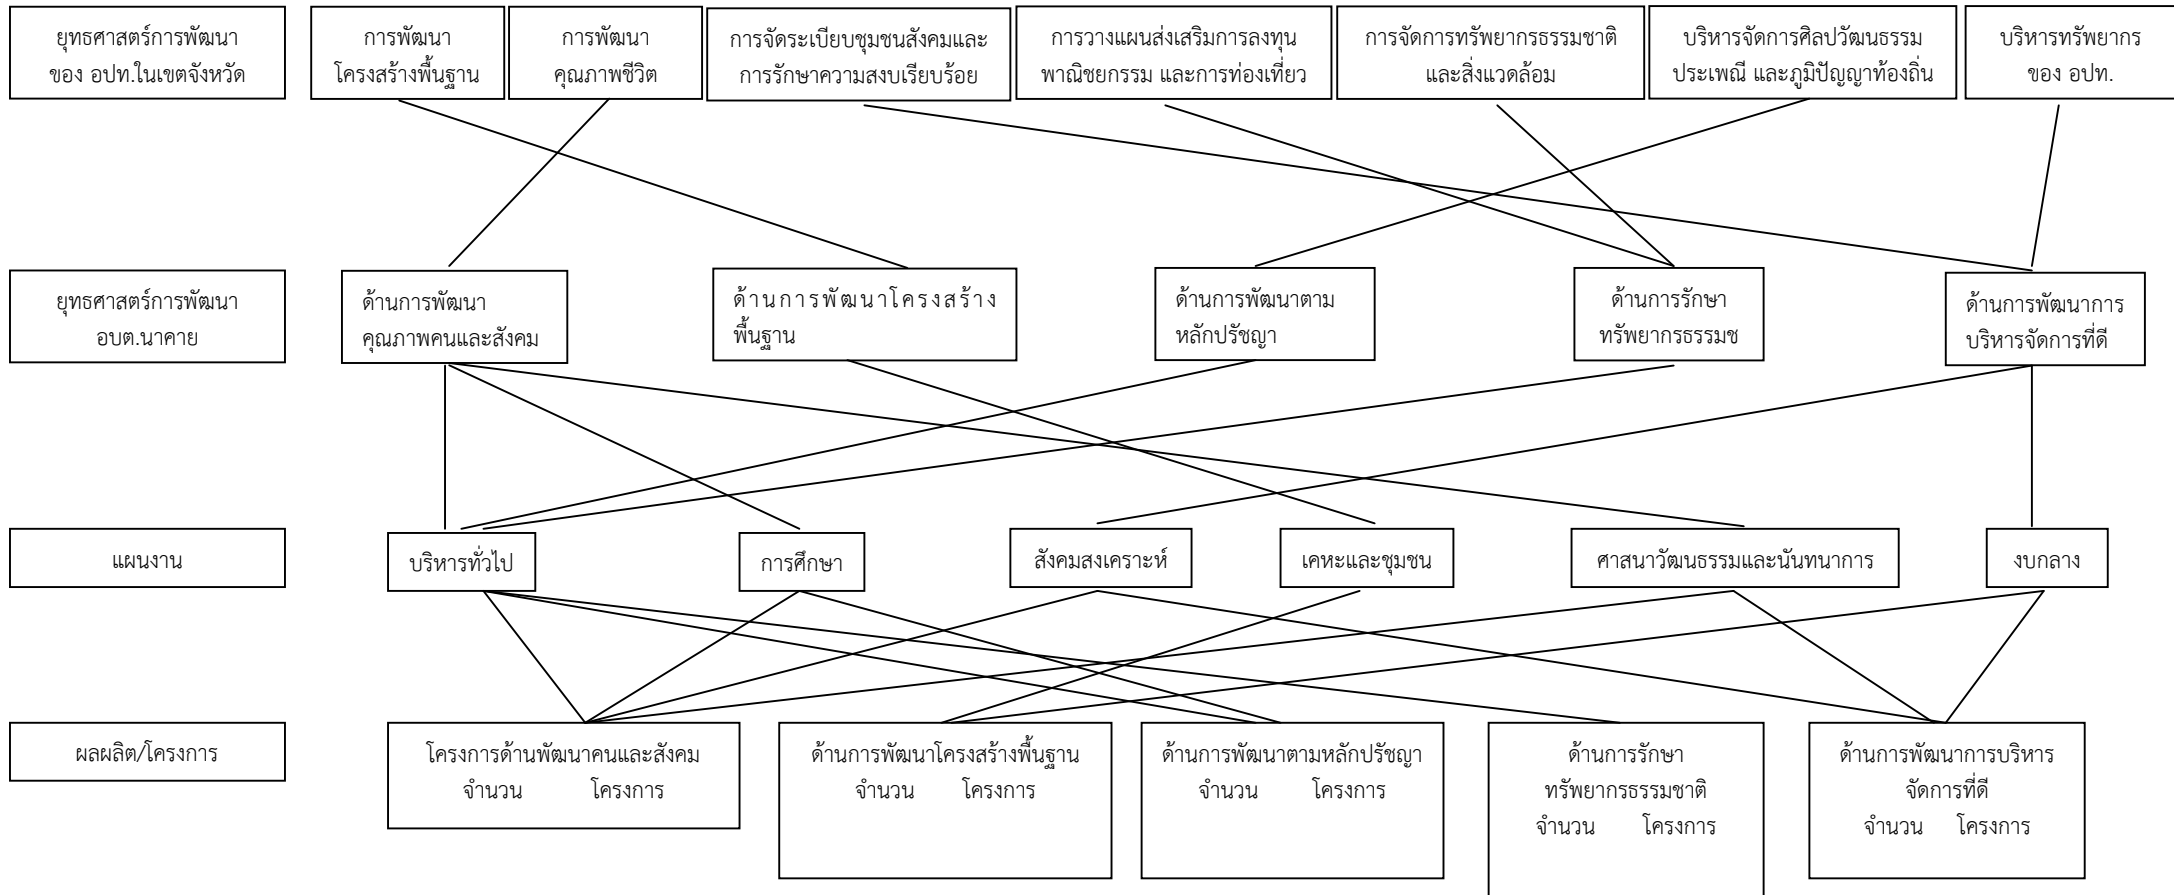 ยุทธศาสตร์การพัฒนา
ของ อปท.ในเขตจังหวัด
การพัฒนา
โครงสร้างพื้นฐาน
การพัฒนา
คุณภาพชีวิต
การจัดระเบียบชุมชนสังคมและ
การรักษาความสงบเรียบร้อย
การวางแผนส่งเสริมการลงทุน
พาณิชยกรรม และการท่องเที่ยว
การจัดการทรัพยากรธรรมชาติ
และสิ่งแวดล้อม
บริหารจัดการศิลปวัฒนธรรม
ประเพณี และภูมิปัญญาท้องถิ่น
บริหารทรัพยากร
ของ อปท.
ยุทธศาสตร์การพัฒนา
อบต.นาคาย
ด้านการพัฒนา
คุณภาพคนและสังคม
ด้านการพัฒนาโครงสร้าง
พื้นฐาน
ด้านการพัฒนาตาม
หลักปรัชญา
ด้านการรักษา
ทรัพยากรธรรมช
ด้านการพัฒนาการ
บริหารจัดการที่ดี
แผนงาน
บริหารทั่วไป
การศึกษา
สังคมสงเคราะห์
เคหะและชุมชน
ศาสนาวัฒนธรรมและนันทนาการ
งบกลาง
ผลผลิต/โครงการ
โครงการด้านพัฒนาคนและสังคม
จำนวน โครงการ
ด้านการพัฒนาโครงสร้างพื้นฐาน
จำนวน โครงการ
ด้านการพัฒนาตามหลักปรัชญา
จำนวน โครงการ
ด้านการรักษา
ทรัพยากรธรรมชาติ
จำนวน โครงการ
ด้านการพัฒนาการบริหาร
จัดการที่ดี
จำนวน โครงการ